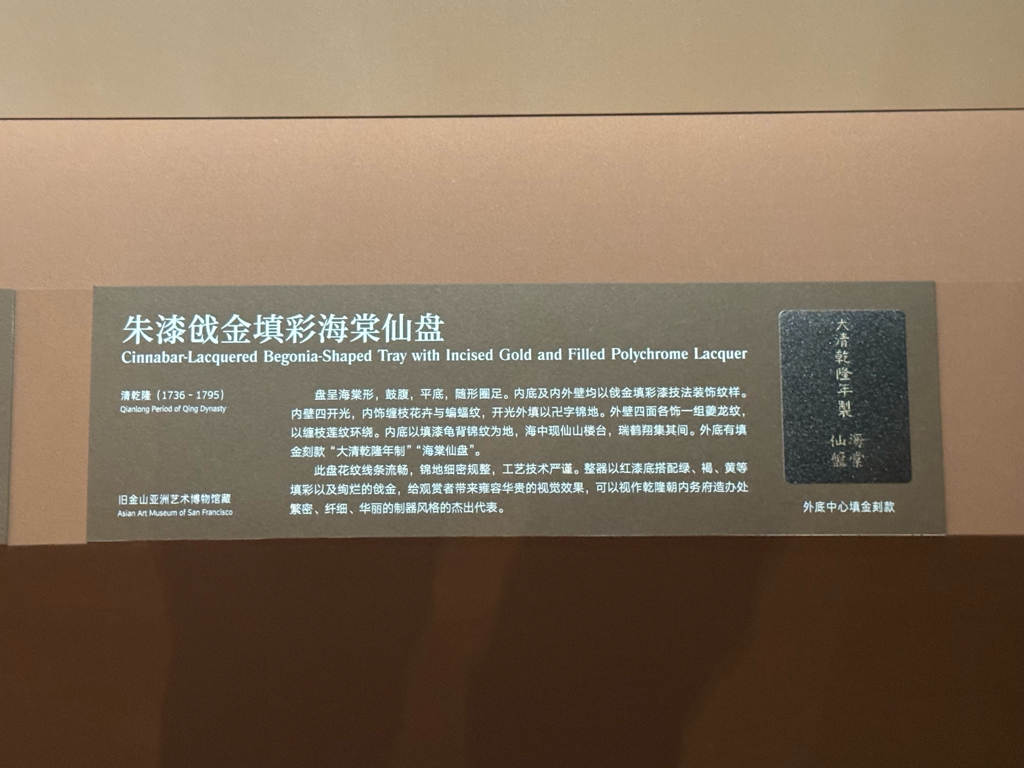 朱漆戗金填彩海棠仙盘
Cinnabar-Lacquered Begonia-Shaped Tray with Incised Gold and Filled Polychrome Lacquer
清乾隆（1736 - 1795）
Qianlong Period of Qing Dynasty
旧金山亚洲艺术博物馆藏
Asian Art Museum of San Francisco
盘呈海棠形，鼓腹，平底，随形圈足。内底及内外壁均以戗金填彩漆技法装饰纹样。
内壁四开光，内饰缠枝花卉与蝙蝠纹，开光外填以卍字锦地。外壁四面各饰一组夔龙纹，
以缠枝莲纹环绕。内底以填漆龟背锦纹为地，海中现仙山楼台，瑞鹤翔集其间。外底有填
金刻款“大清乾隆年制”“海棠仙盘”。
此盘花纹线条流畅，锦地细密规整，工艺技术严谨。整器以红漆底搭配绿、褐、黄等
填彩以及绚烂的戗金，给观赏者带来雍容华贵的视觉效果，可以视作乾隆朝内务府造办处
繁密、纤细、华丽的制器风格的杰出代表。
大清乾隆年製
海棠
仙盤
外底中心填金刻款